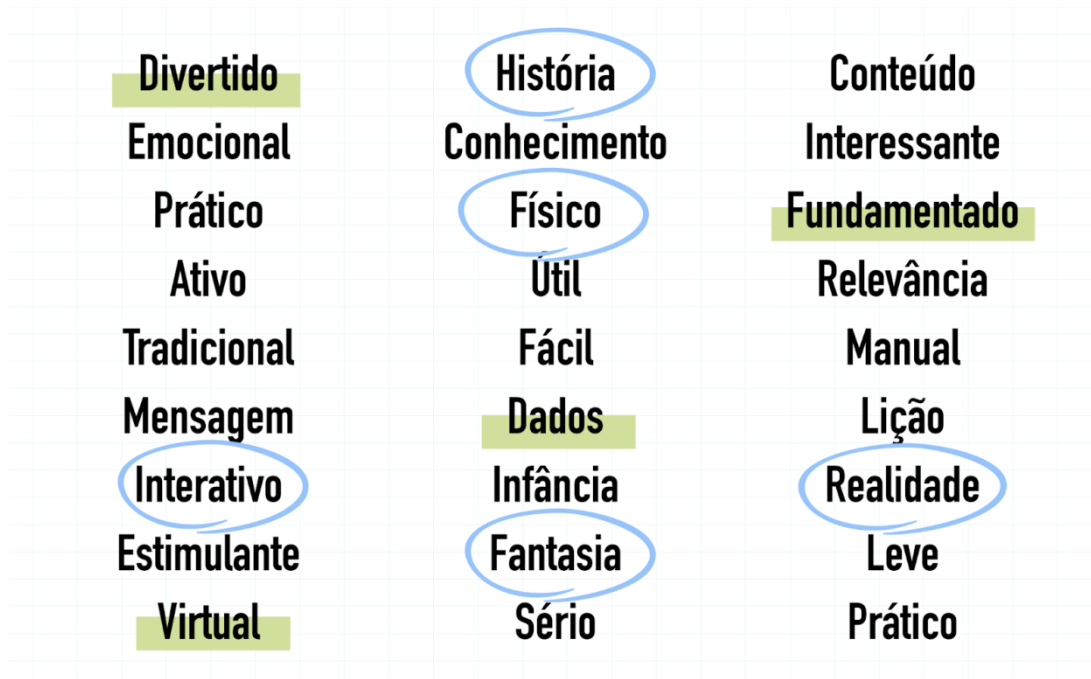 Divertido
História
Conteúdo
Emocional
Conhecimento
Interessante
Prático
Físico
Fundamentado
Ativo
Útil
Relevância
Tradicional
Fácil
Manual
Mensagem
Dados
Lição
Interativo
Infância
Realidade
Estimulante
Fantasia
Leve
Virtual
Sério
Prático